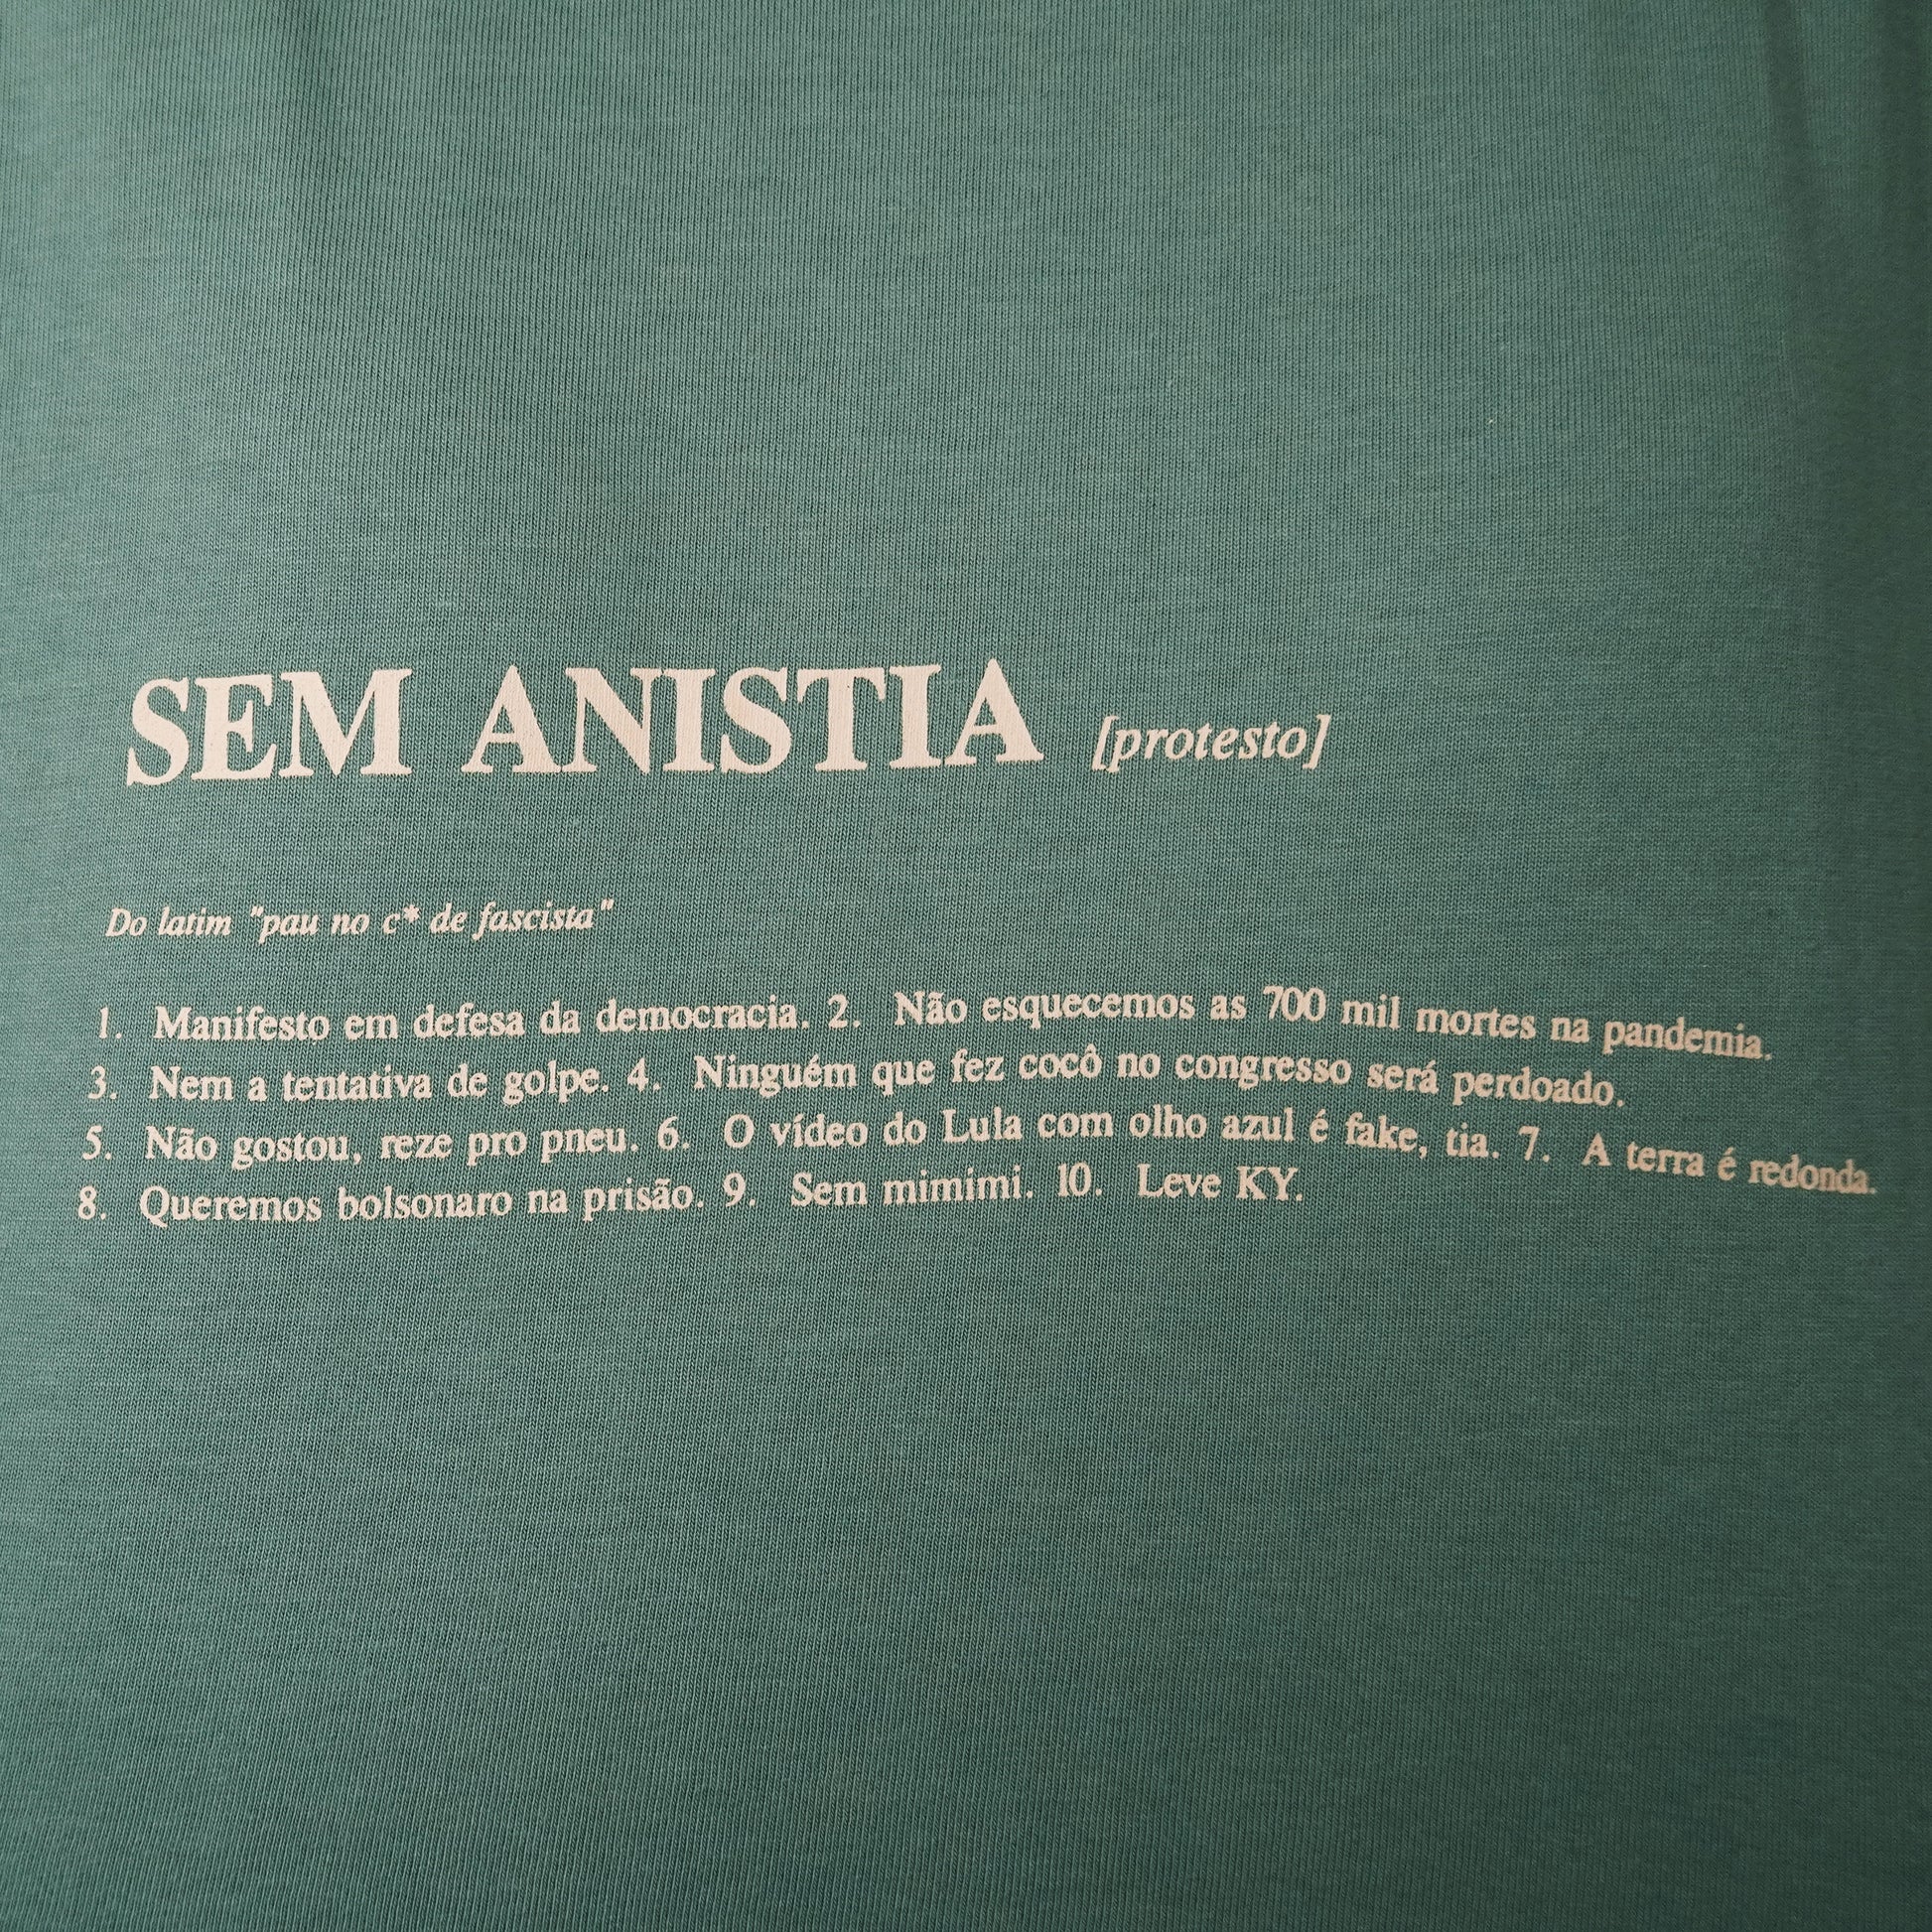 SEM ANISTIA [protesto]
Do latim "pau no c* de fascista"
1. Manifesto em defesa da democracia. 2. Não esquecemos as 700 mil mortes na pandemia.
3. Nem a tentativa de golpe. 4. Ninguém que fez cocô no congresso será perdoado.
5. Não gostou, reze pro pneu. 6. O vídeo do Lula com olho azul é fake, tia. 7. A terra é redonda.
8. Queremos bolsonaro na prisão. 9. Sem mimimi. 10. Leve KY.